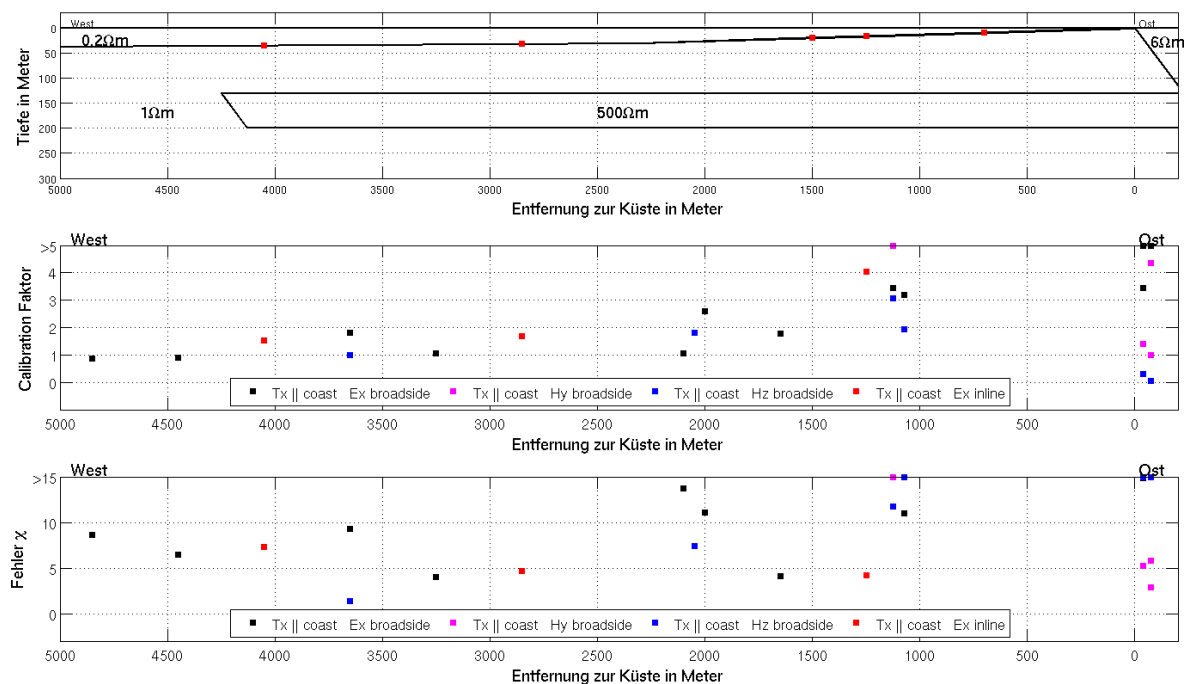 West Ost
0.2Ωm 6Ωm
1Ωm 500Ωm
Tiefe in Meter
0
50
100
150
200
250
300
5000 4500 4000 3500 3000 2500 2000 1500 1000 500 0
Entfernung zur Küste in Meter
West Ost
Calibration Faktor
>5
4
3
2
1
0
Tx || coast Ex broadside Tx || coast Hy broadside Tx || coast Hz broadside Tx || coast Ex inline
5000 4500 4000 3500 3000 2500 2000 1500 1000 500 0
Entfernung zur Küste in Meter
West Ost
Fehler χ
>15
10
5
0
Tx || coast Ex broadside Tx || coast Hy broadside Tx || coast Hz broadside Tx || coast Ex inline
5000 4500 4000 3500 3000 2500 2000 1500 1000 500 0
Entfernung zur Küste in Meter